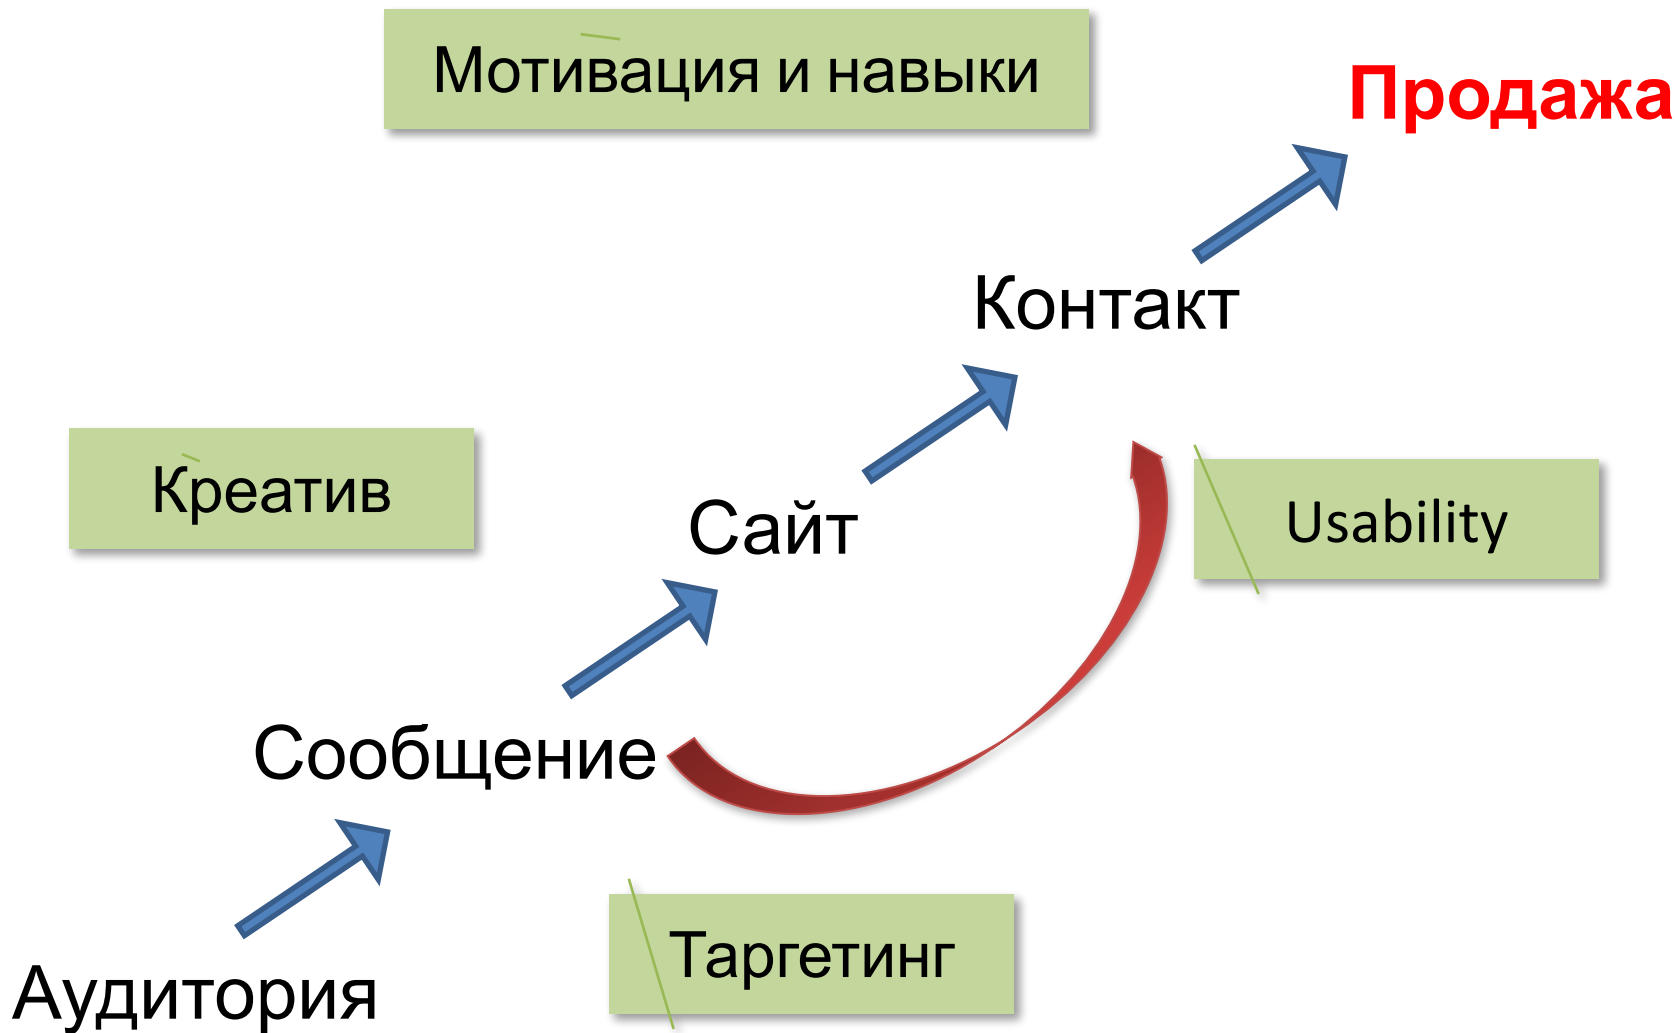 Мотивация и навыки
Продажа
Контакт
Креатив
Usability
Сайт
Сообщение
Таргетинг
Аудитория